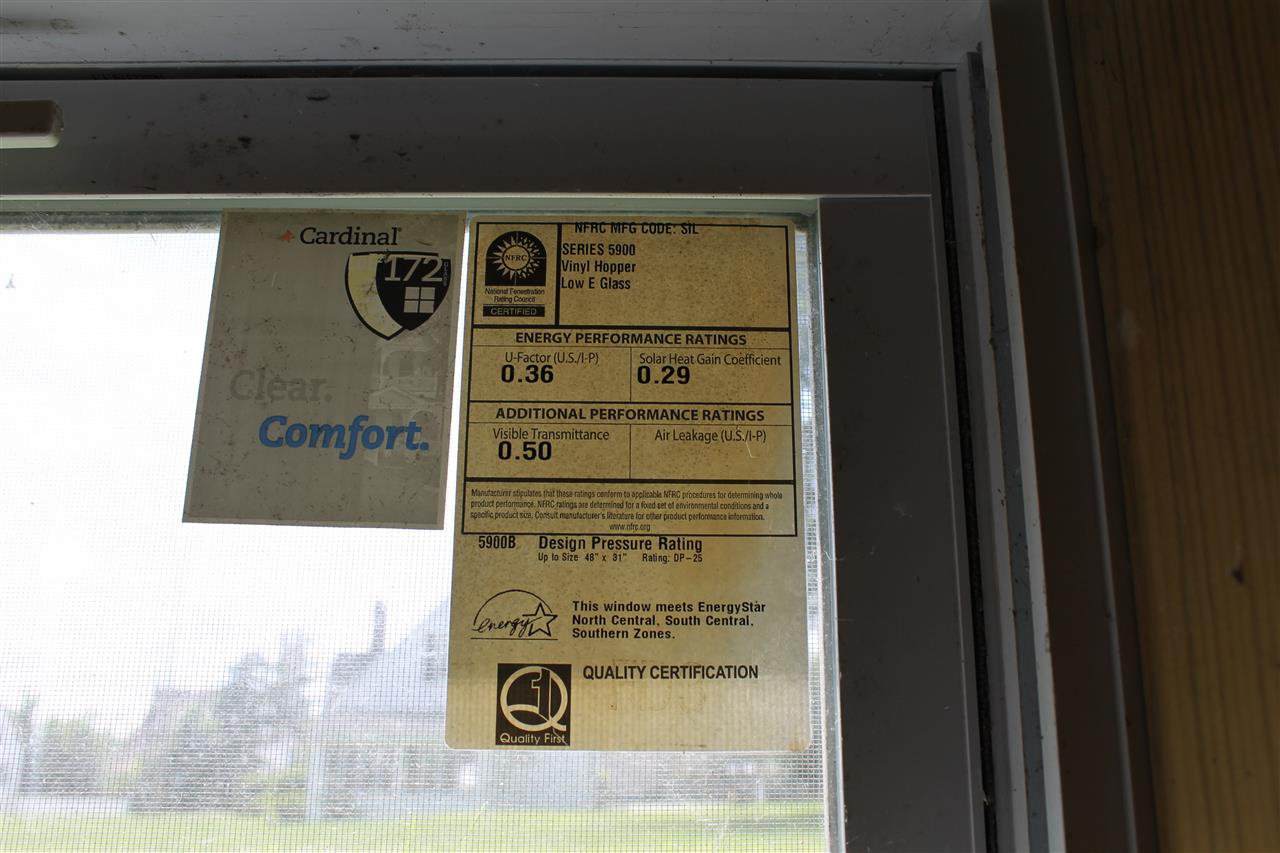 Cardinal
172
Clear.
Comfort.
NFRC MFG CODE: SIL
SERIES 5900
Vinyl Hopper
Low E Glass
NFRC
National Fenestration
Rating Council
CERTIFIED
ENERGY PERFORMANCE RATINGS
U-Factor (U.S./I-P)
0.36
Solar Heat Gain Coefficient
0.29
ADDITIONAL PERFORMANCE RATINGS
Visible Transmittance
0.50
Air Leakage (U.S./I-P)
Manufacturer stipulates that these ratings conform to applicable NFRC procedures for determining whole
product performance. NFRC ratings are determined for a fixed set of environmental conditions and a
specific product size. Consult manufacturer's literature for other product performance information.
www.nfrc.org
5900B Design Pressure Rating
Up to Size 48" x 31" Rating: DP-25
energy
This window meets EnergyStar
North Central, South Central,
Southern Zones.
QUALITY CERTIFICATION
Q1
Quality First